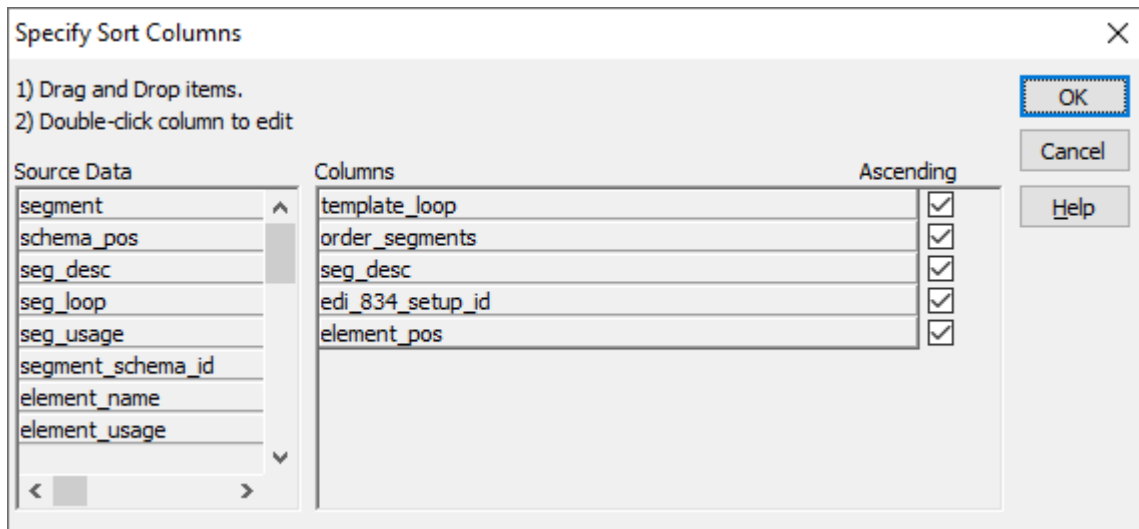 Specify Sort Columns
1) Drag and Drop items.
2) Double-click column to edit
OK
Cancel
Help
Source Data
segment
schema_pos
seg_desc
seg_loop
seg_usage
segment_schema_id
element_name
element_usage
Columns Ascending
template_loop
order_segments
seg_desc
edi_834_setup_id
element_pos